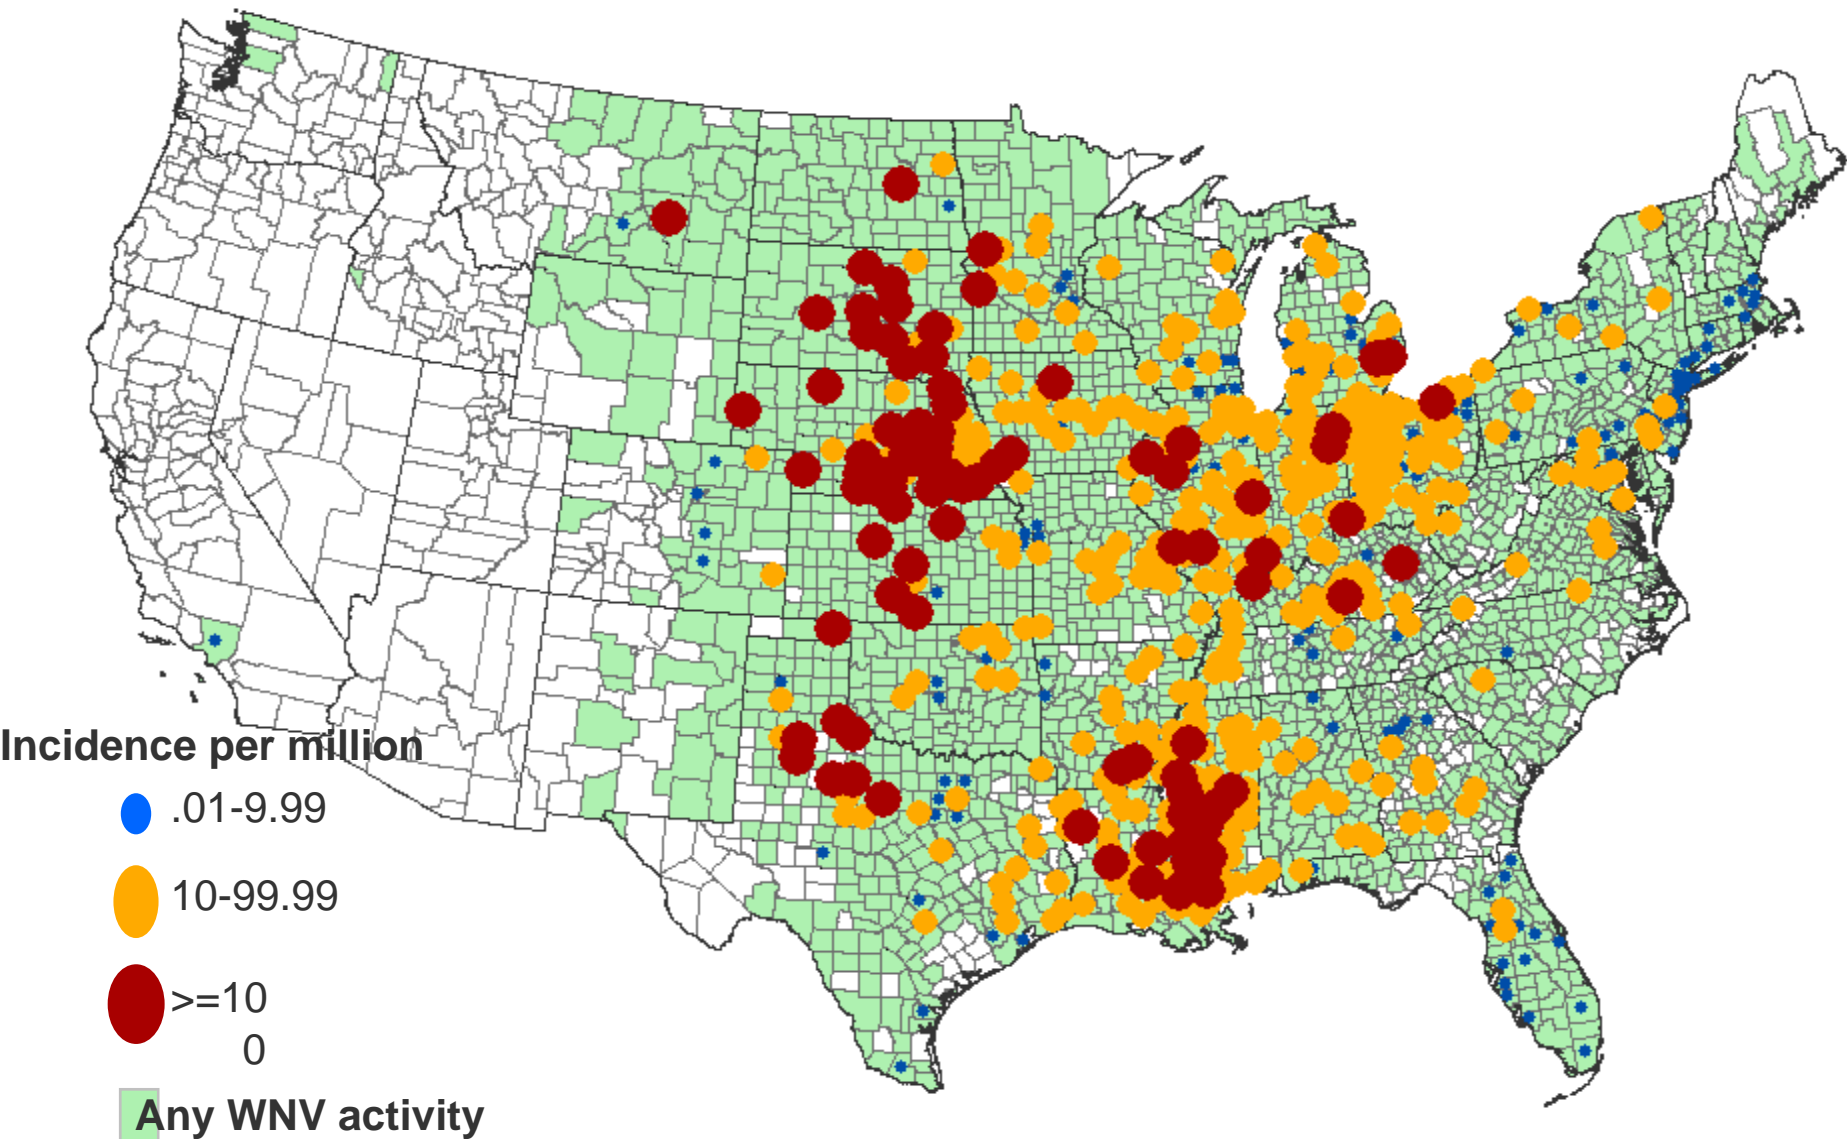 Incidence per million
.01-9.99
10-99.99
>=10
0
Any WNV activity